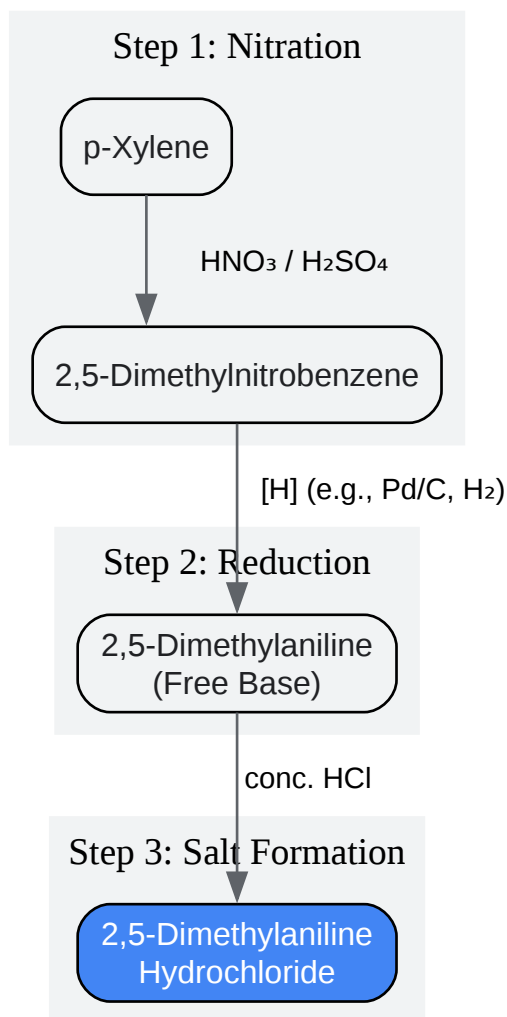 Step 1: Nitration
p-Xylene
HNO₃ / H₂SO₄
2,5-Dimethylnitrobenzene
[H] (e.g., Pd/C, H₂)
Step 2: Reduction
2,5-Dimethylaniline
(Free Base)
conc. HCl
Step 3: Salt Formation
2,5-Dimethylaniline
Hydrochloride